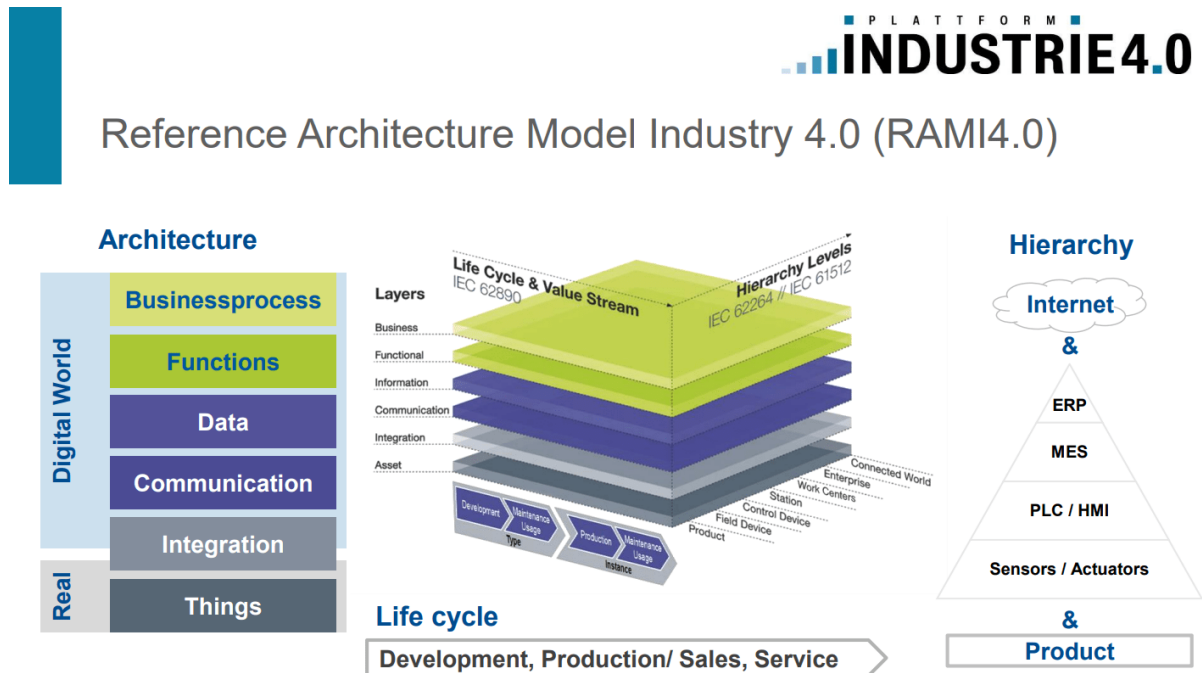 PLATTFORM
INDUSTRIE4.0
Reference Architecture Model Industry 4.0 (RAMI4.0)
Architecture
Digital World
Businessprocess
Functions
Data
Communication
Integration
Real
Things
Life Cycle & Value Stream
IEC 62890
Hierarchy Levels
IEC 62264 // IEC 61512
Layers
Business
Functional
Information
Communication
Integration
Asset
Development
Maintenance
Usage
Type
Production
Maintenance
Usage
Instance
Connected World
Enterprise
Work Centers
Station
Control Device
Field Device
Product
Life cycle
Development, Production/ Sales, Service
Hierarchy
Internet
&
ERP
MES
PLC / HMI
Sensors / Actuators
&
Product